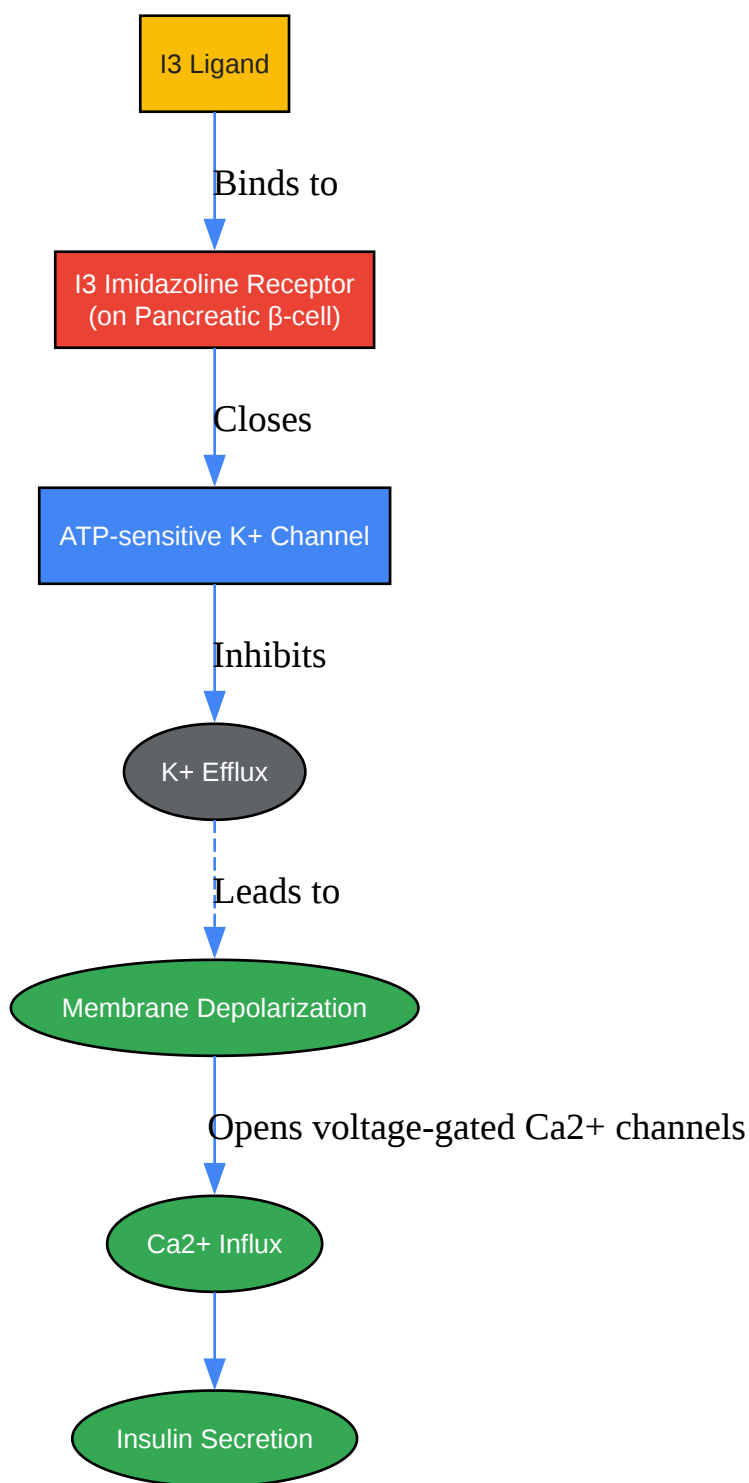 I3 Ligand
Binds to
I3 Imidazoline Receptor
(on Pancreatic β-cell)
Closes
ATP-sensitive K+ Channel
Inhibits
K+ Efflux
Leads to
Membrane Depolarization
Opens voltage-gated Ca2+ channels
Ca2+ Influx
Insulin Secretion